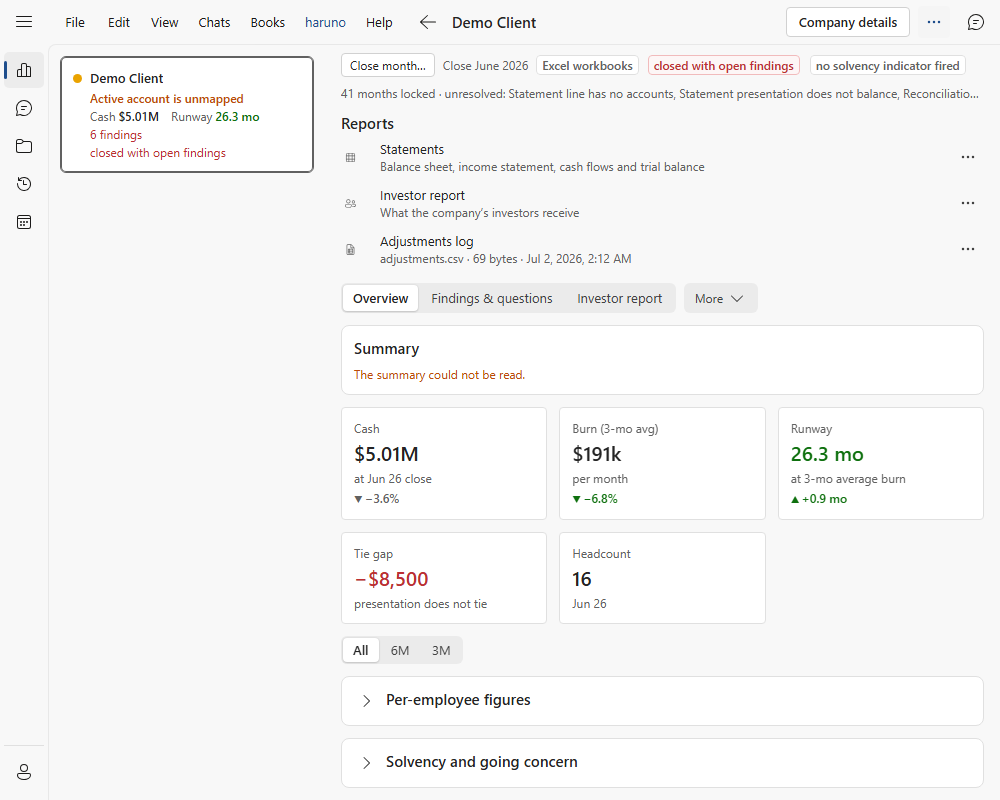 File Edit View Chats Books haruno Help Demo Client Company details
Demo Client
Active account is unmapped
Cash $5.01M Runway 26.3 mo
6 findings
closed with open findings
Close month... Close June 2026 Excel workbooks closed with open findings no solvency indicator fired
41 months locked · unresolved: Statement line has no accounts, Statement presentation does not balance, Reconciliatio...
Reports
Statements
Balance sheet, income statement, cash flows and trial balance
Investor report
What the company's investors receive
Adjustments log
adjustments.csv · 69 bytes · Jul 2, 2026, 2:12 AM
Overview Findings & questions Investor report More
Summary
The summary could not be read.
Cash
$5.01M
at Jun 26 close
▼ −3.6%
Burn (3-mo avg)
$191k
per month
▼ −6.8%
Runway
26.3 mo
at 3-mo average burn
▲ +0.9 mo
Tie gap
−$8,500
presentation does not tie
Headcount
16
Jun 26
All 6M 3M
Per-employee figures
Solvency and going concern